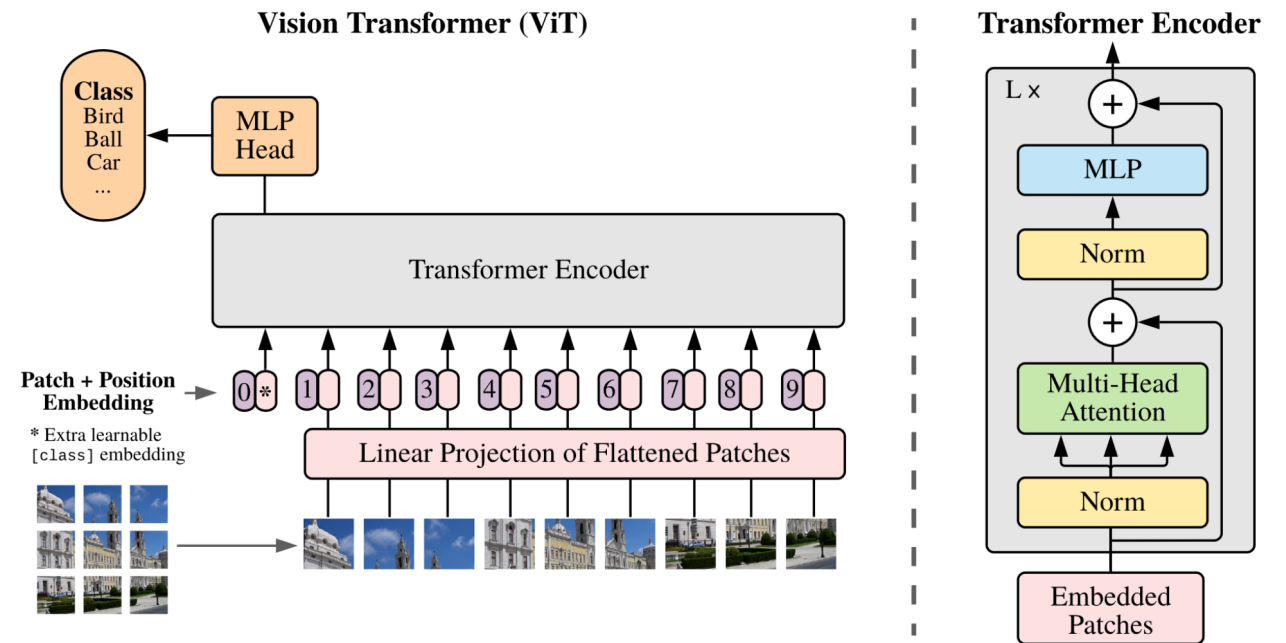 Vision Transformer (ViT)
Class
Bird
Ball
Car
...
MLP
Head
Transformer Encoder
Patch + Position
Embedding
0 * 1 2 3 4 5 6 7 8 9
* Extra learnable
[class] embedding
Linear Projection of Flattened Patches
Transformer Encoder
L ×
+
MLP
Norm
+
Multi-Head
Attention
Norm
Embedded
Patches